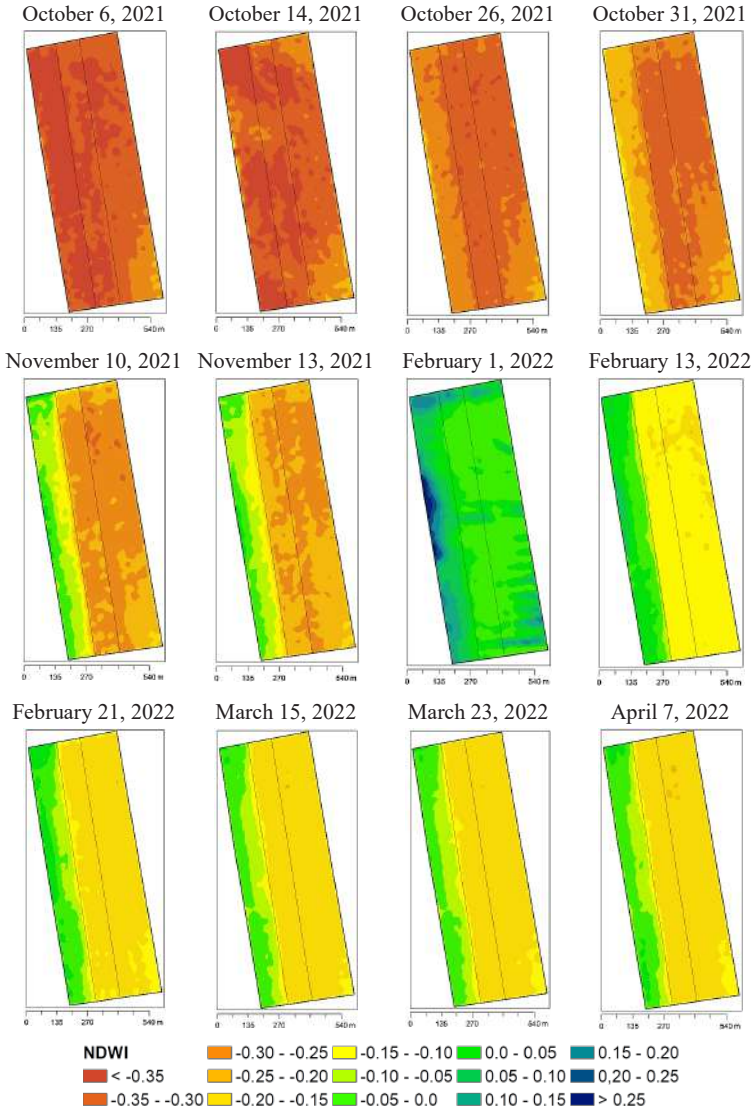 October 6, 2021 October 14, 2021 October 26, 2021 October 31, 2021
0 135 270 540 m 0 135 270 540 m 0 135 270 540 m 0 135 270 540 m
November 10, 2021 November 13, 2021 February 1, 2022 February 13, 2022
0 135 270 540 m 0 135 270 540 m 0 135 270 540 m 0 135 270 540 m
February 21, 2022 March 15, 2022 March 23, 2022 April 7, 2022
0 135 270 540 m 0 135 270 540 m 0 135 270 540 m 0 135 270 540 m
NDWI -0.30 - -0.25 -0.15 - -0.10 0.0 - 0.05 0.15 - 0.20
< -0.35 -0.25 - -0.20 -0.10 - -0.05 0.05 - 0.10 0,20 - 0.25
-0.35 - -0.30 -0.20 - -0.15 -0.05 - 0.0 0.10 - 0.15 > 0.25